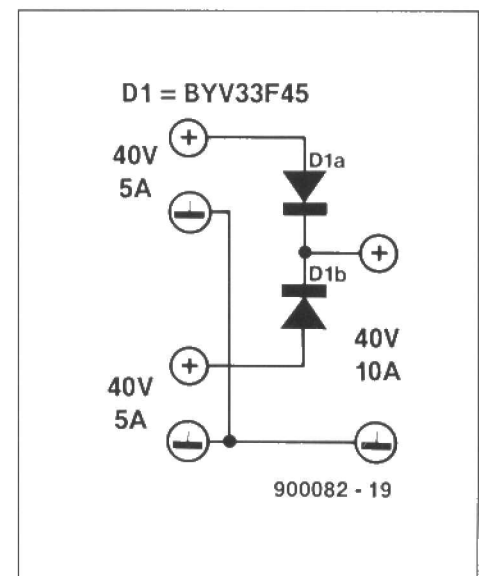 D1 = BYV33F45
+
40V
5A
D1a
+
D1b
+
40V
10A
40V
5A
900082 - 19